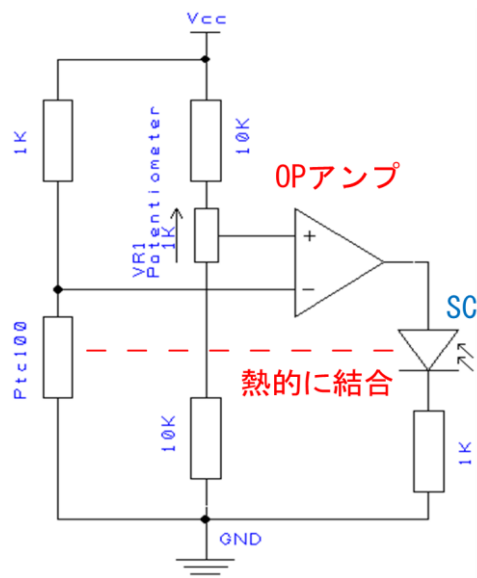 Vcc
1K
10K
VR1
Potentiometer
1K
OPアンプ
+
−
SC
Ptc100
熱的に結合
10K
1K
GND